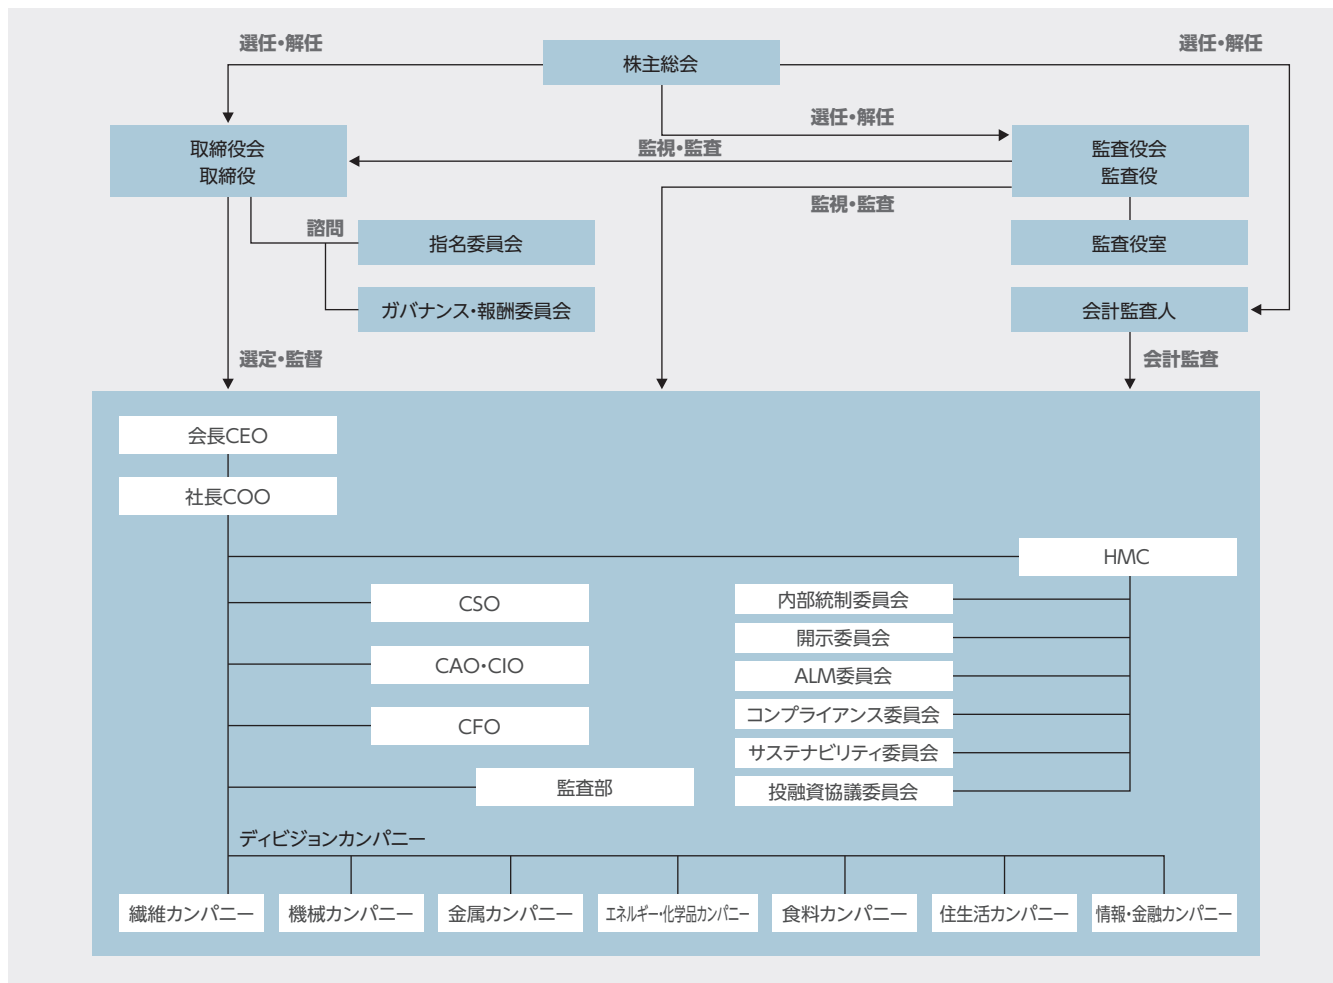 選任・解任
株主総会
選任・解任
選任・解任
取締役会
取締役
監視・監査
監査役会
監査役
監視・監査
諮問
指名委員会
監査役室
ガバナンス・報酬委員会
会計監査人
選定・監督
会計監査
会長CEO
社長COO
HMC
CSO
内部統制委員会
開示委員会
CAO・CIO
ALM委員会
コンプライアンス委員会
CFO
サステナビリティ委員会
監査部
投融資協議委員会
ディビジョンカンパニー
繊維カンパニー
機械カンパニー
金属カンパニー
エネルギー・化学品カンパニー
食料カンパニー
住生活カンパニー
情報・金融カンパニー